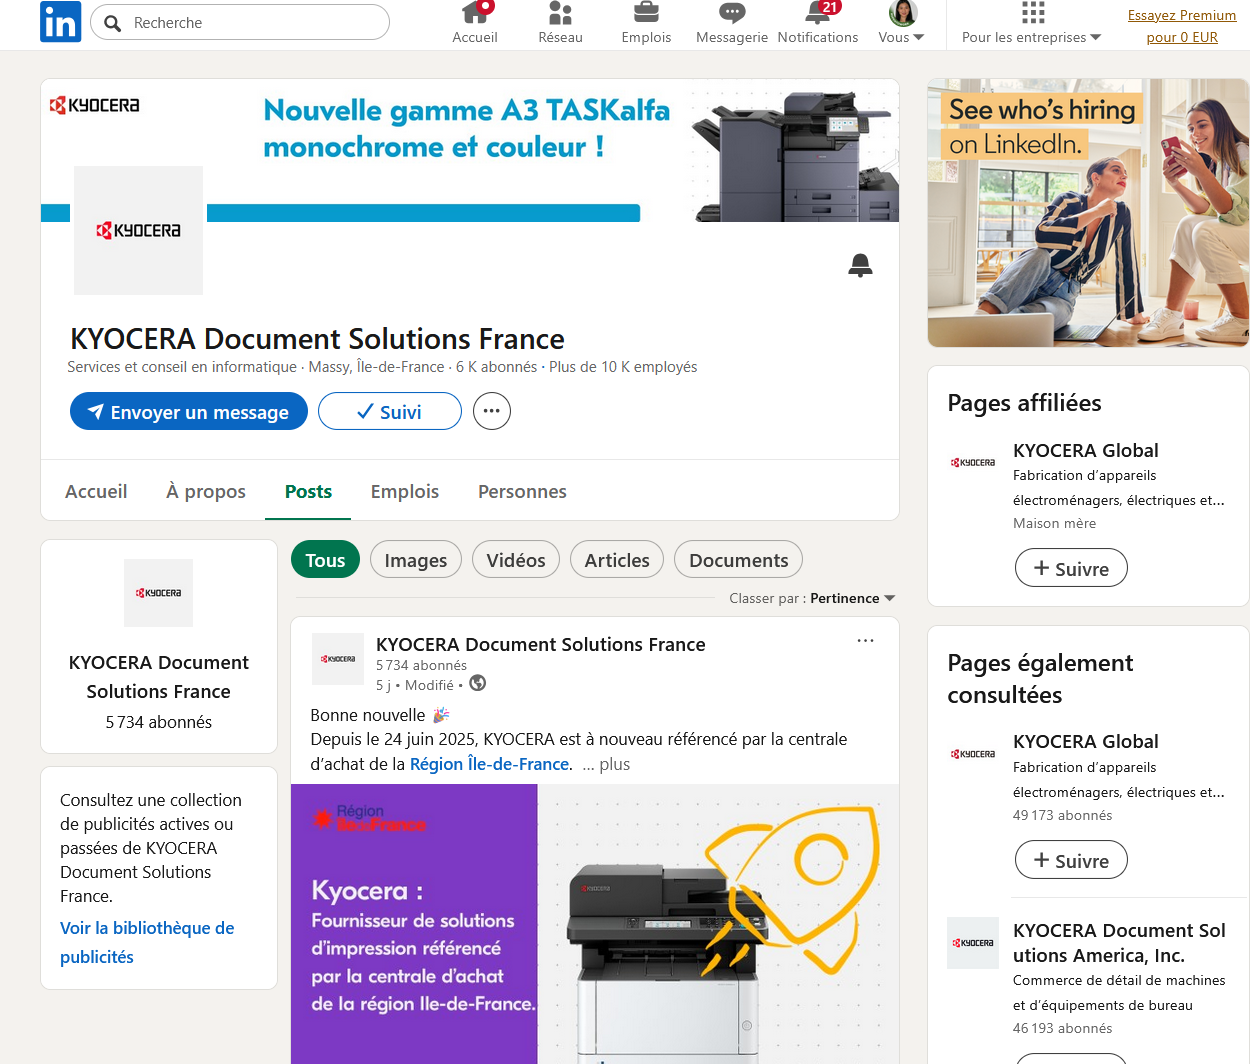 in
Recherche
Accueil
Réseau
Emplois
Messagerie
21
Notifications
Vous
Pour les entreprises
Essayez Premium
pour 0 EUR
KYOCERA
Nouvelle gamme A3 TASKalfa
monochrome et couleur !
KYOCERA
KYOCERA Document Solutions France
Services et conseil en informatique · Massy, Île-de-France · 6 K abonnés · Plus de 10 K employés
Envoyer un message
Suivi
Accueil
À propos
Posts
Emplois
Personnes
KYOCERA
KYOCERA Document
Solutions France
5 734 abonnés
Consultez une collection
de publicités actives ou
passées de KYOCERA
Document Solutions
France.
Voir la bibliothèque de
publicités
Tous
Images
Vidéos
Articles
Documents
Classer par : Pertinence
KYOCERA
KYOCERA Document Solutions France
5 734 abonnés
5 j • Modifié •
Bonne nouvelle 🎉
Depuis le 24 juin 2025, KYOCERA est à nouveau référencé par la centrale
d’achat de la Région Île-de-France. ... plus
Région
île de France
Kyocera :
Fournisseur de solutions
d’impression référencé
par la centrale d’achat
de la région Ile-de-France.
KYOCERA
See who’s hiring
on LinkedIn.
Pages affiliées
KYOCERA
KYOCERA Global
Fabrication d’appareils
électroménagers, électriques et...
Maison mère
+ Suivre
Pages également
consultées
KYOCERA
KYOCERA Global
Fabrication d’appareils
électroménagers, électriques et...
49 173 abonnés
+ Suivre
KYOCERA
KYOCERA Document Sol
utions America, Inc.
Commerce de détail de machines
et d’équipements de bureau
46 193 abonnés